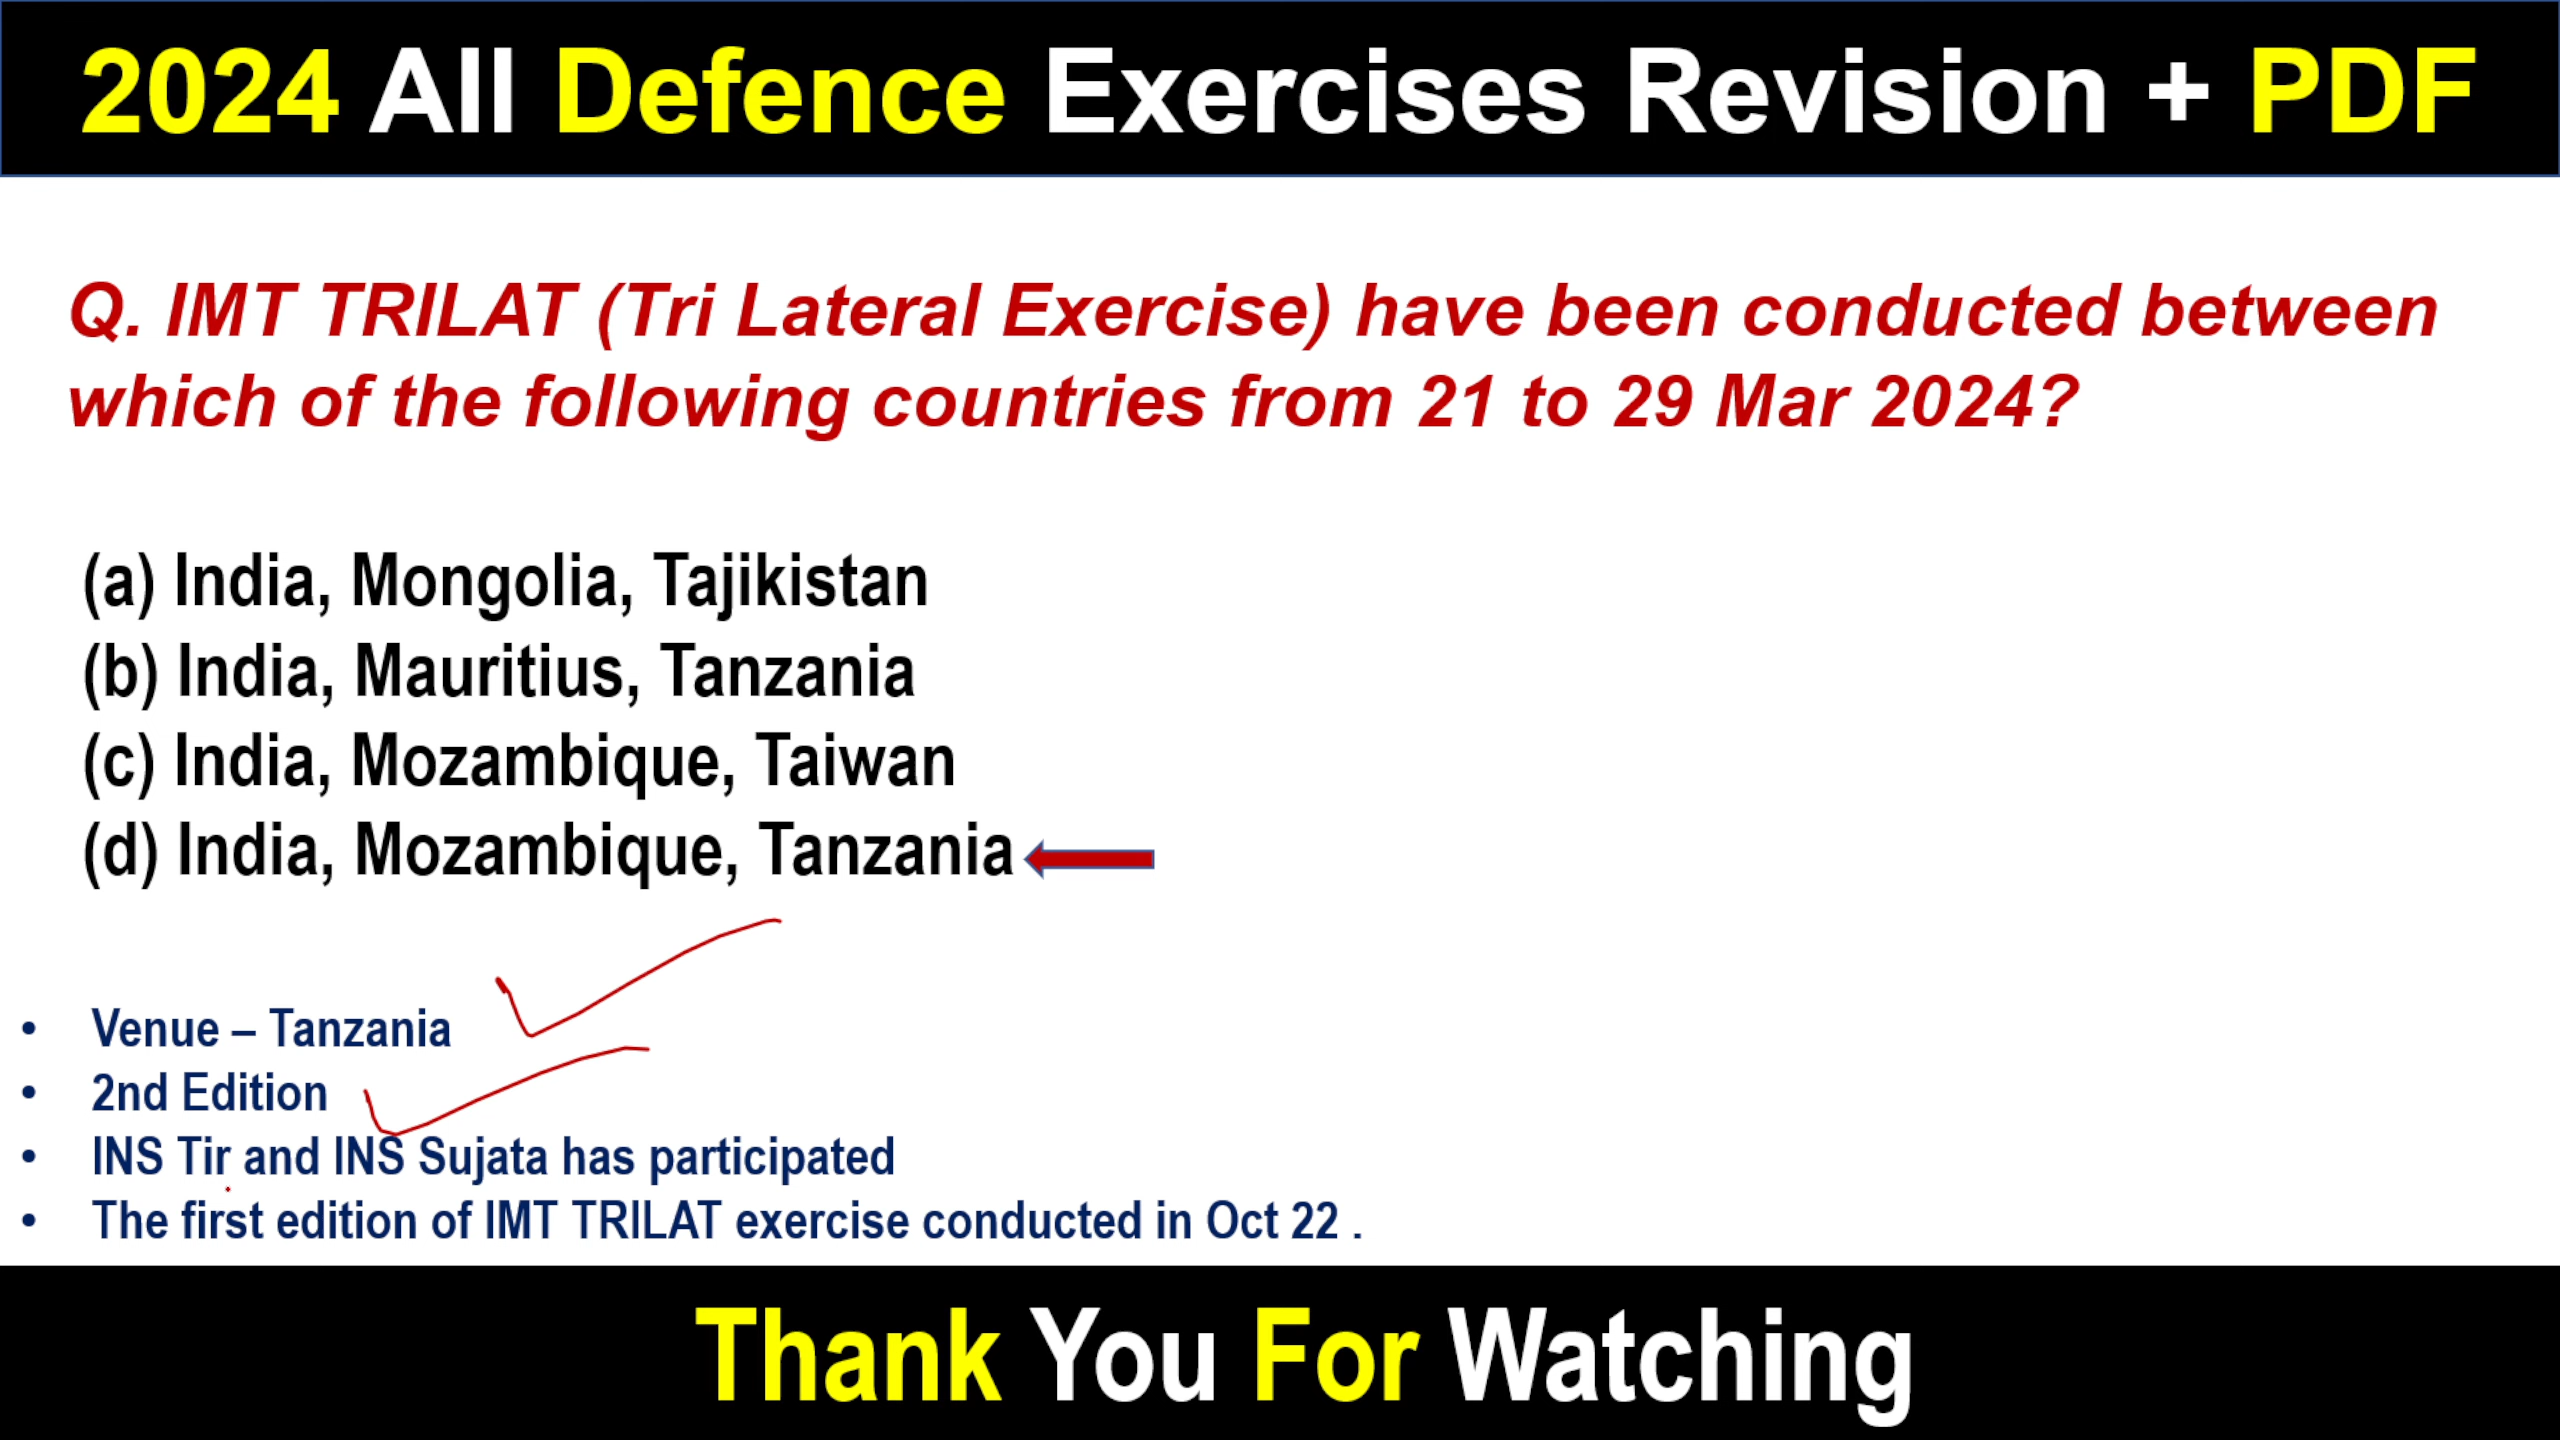 2024 All Defence Exercises Revision + PDF
Q. IMT TRILAT (Tri Lateral Exercise) have been conducted between
which of the following countries from 21 to 29 Mar 2024?
(a) India, Mongolia, Tajikistan
(b) India, Mauritius, Tanzania
(c) India, Mozambique, Taiwan
(d) India, Mozambique, Tanzania
• Venue – Tanzania
• 2nd Edition
• INS Tir and INS Sujata has participated
• The first edition of IMT TRILAT exercise conducted in Oct 22 .
Thank You For Watching